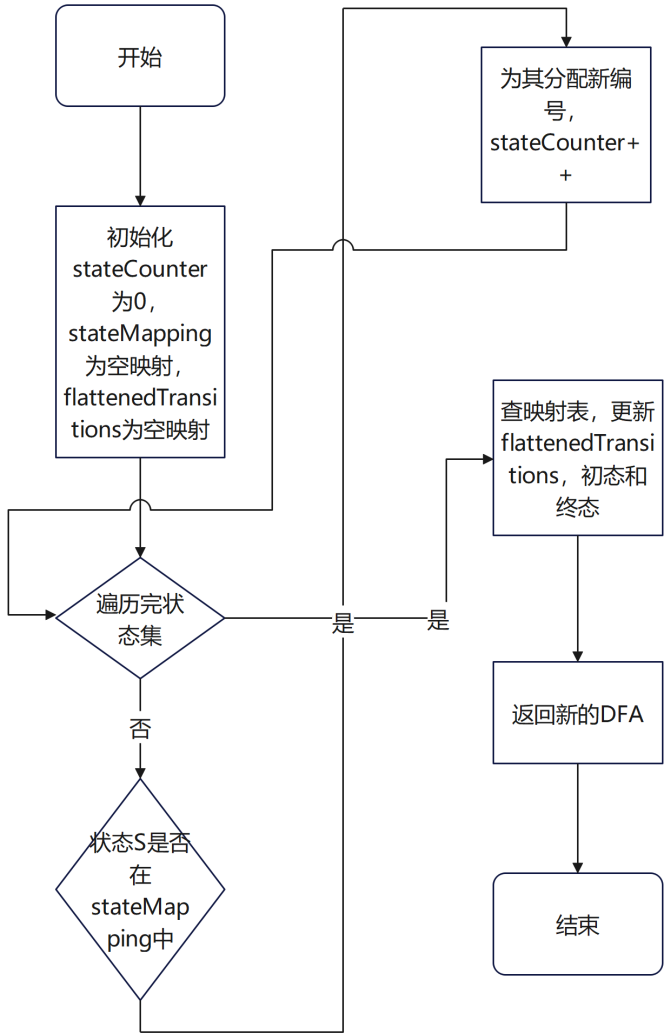 开始
初始化
stateCounter
为0，
stateMapping
为空映射，
flattenedTransi
tions为空映射
遍历完状
态集
否
状态S是否
在
stateMap
ping中
是
为其分配新编
号，
stateCounter+
+
是
查映射表，更新
flattenedTransi
tions，初态和
终态
返回新的DFA
结束